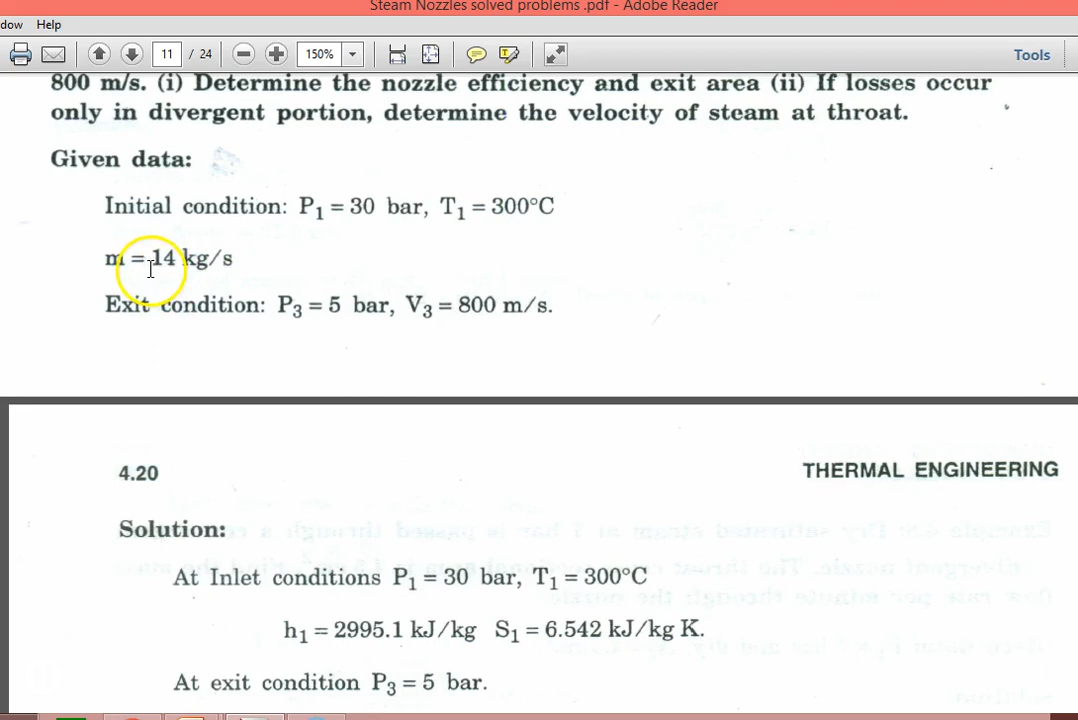 Steam Nozzles solved problems .pdf - Adobe Reader
dow Help
11 / 24 150% Tools
800 m/s. (i) Determine the nozzle efficiency and exit area (ii) If losses occur
only in divergent portion, determine the velocity of steam at throat.
Given data:
Initial condition: P1 = 30 bar, T1 = 300°C
m = 14 kg/s
Exit condition: P3 = 5 bar, V3 = 800 m/s.
4.20 THERMAL ENGINEERING
Solution:
At Inlet conditions P1 = 30 bar, T1 = 300°C
h1 = 2995.1 kJ/kg S1 = 6.542 kJ/kg K.
At exit condition P3 = 5 bar.